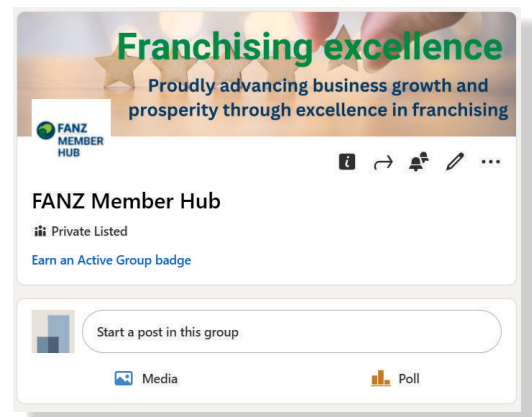 Franchising excellence
Proudly advancing business growth and
prosperity through excellence in franchising
FANZ
MEMBER
HUB
FANZ Member Hub
Private Listed
Earn an Active Group badge
Start a post in this group
Media
Poll